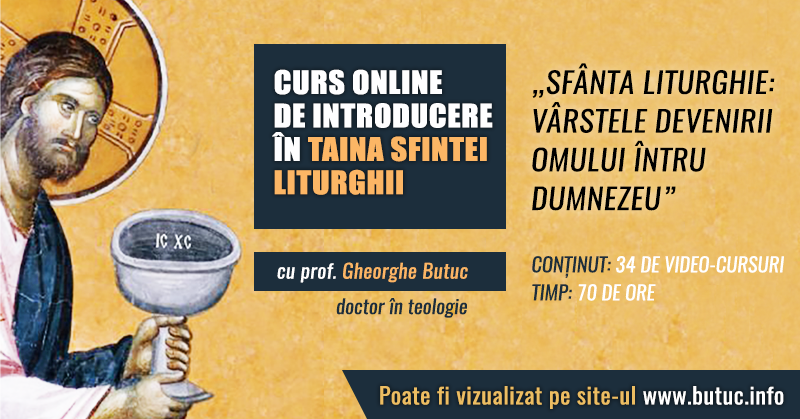 IC XC
CURS ONLINE
DE INTRODUCERE
ÎN TAINA SFINTEI
LITURGHII
cu prof. Gheorghe Butuc
doctor în teologie
„SFÂNTA LITURGHIE:
VÂRSTELE DEVENIRII
OMULUI ÎNTRU
DUMNEZEU”
CONȚINUT: 34 DE VIDEO-CURSURI
TIMP: 70 DE ORE
Poate fi vizualizat pe site-ul www.butuc.info